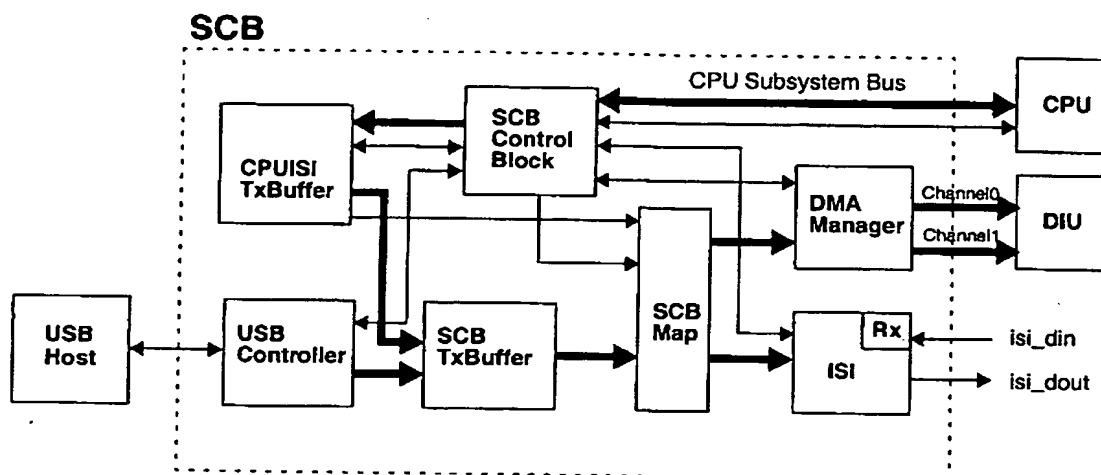 SCB
CPU Subsystem Bus
CPU
SCB
Control
Block
CPUISI
TxBuffer
DMA
Manager
Channel0
Channel1
DIU
SCB
Map
USB
Host
USB
Controller
SCB
TxBuffer
Rx
ISI
isi_din
isi_dout